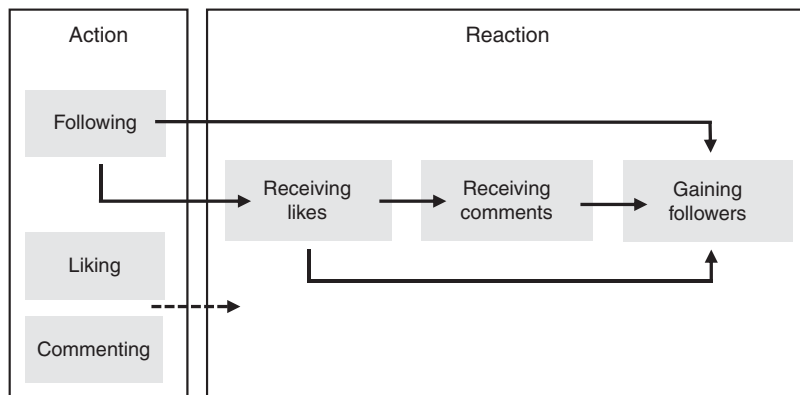 Action
Reaction
Following
Receiving
likes
Receiving
comments
Gaining
followers
Liking
Commenting